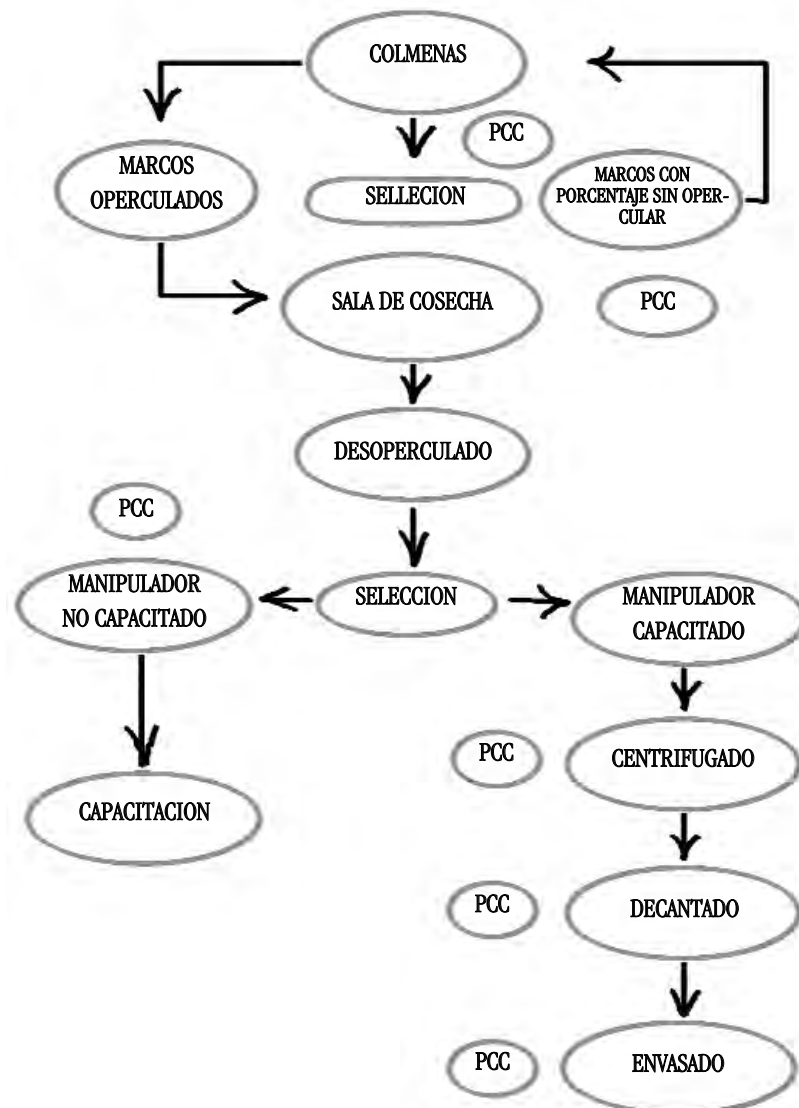 COLMENAS
PCC
MARCOS
OPERCULADOS
SELLECION
MARCOS CON
PORCENTAJE SIN OPER-
CULAR
SALA DE COSECHA
PCC
DESOPERCULADO
PCC
MANIPULADOR
NO CAPACITADO
SELECCION
MANIPULADOR
CAPACITADO
PCC
CENTRIFUGADO
CAPACITACION
PCC
DECANTADO
PCC
ENVASADO